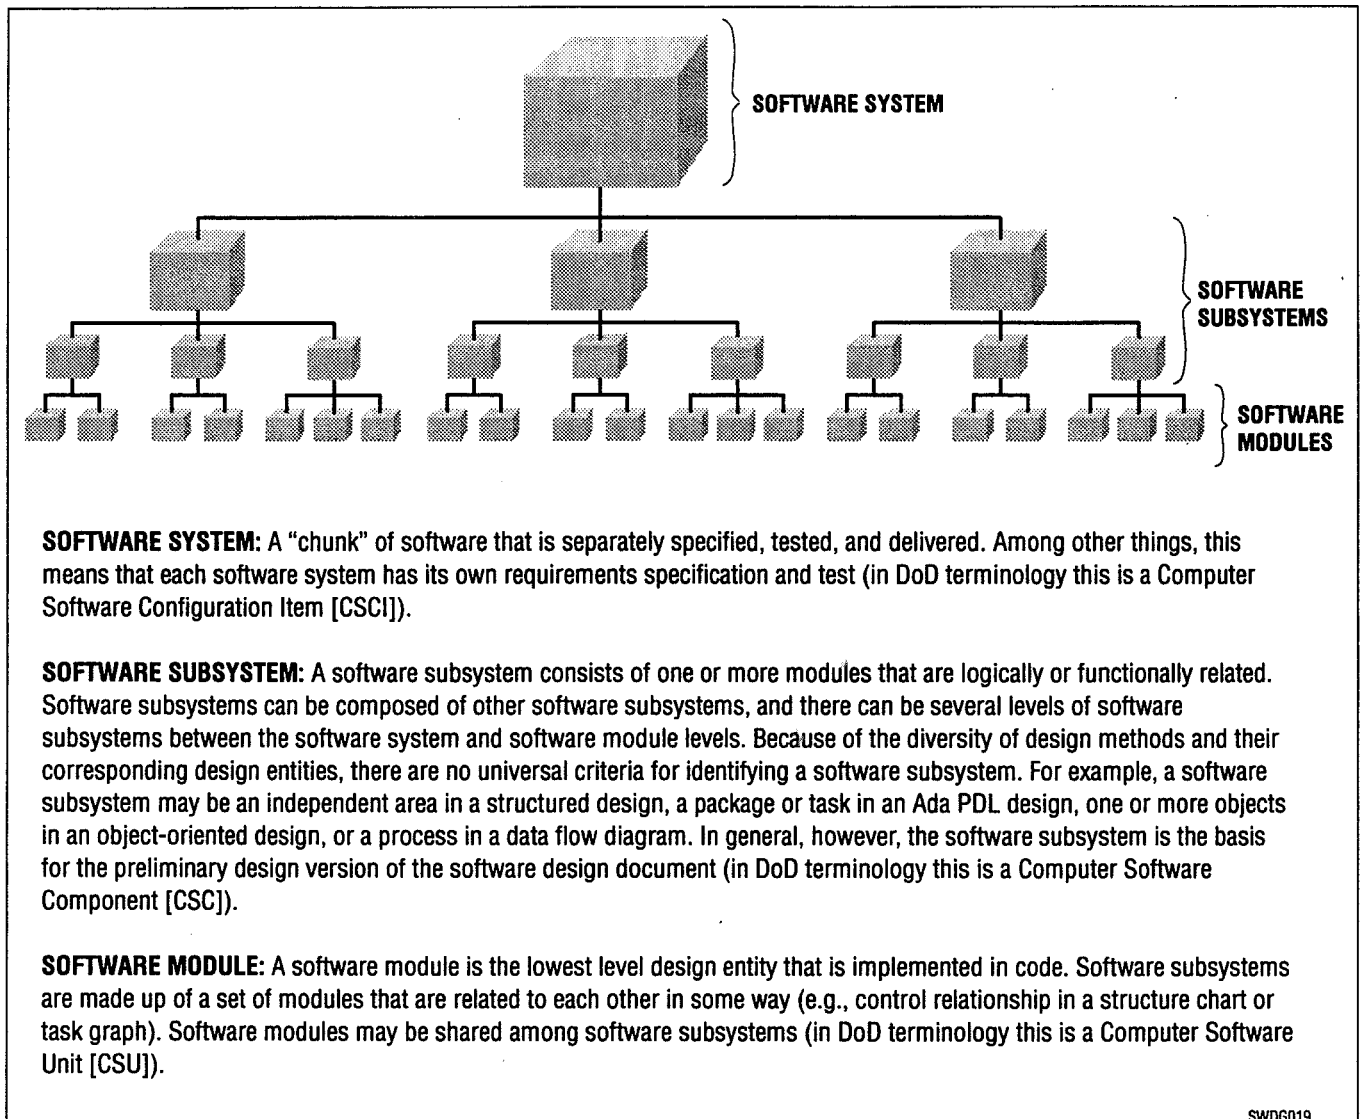 SOFTWARE SYSTEM
SOFTWARE
SUBSYSTEMS
SOFTWARE
MODULES
SOFTWARE SYSTEM: A “chunk” of software that is separately specified, tested, and delivered. Among other things, this
means that each software system has its own requirements specification and test (in DoD terminology this is a Computer
Software Configuration Item [CSCI]).
SOFTWARE SUBSYSTEM: A software subsystem consists of one or more modules that are logically or functionally related.
Software subsystems can be composed of other software subsystems, and there can be several levels of software
subsystems between the software system and software module levels. Because of the diversity of design methods and their
corresponding design entities, there are no universal criteria for identifying a software subsystem. For example, a software
subsystem may be an independent area in a structured design, a package or task in an Ada PDL design, one or more objects
in an object-oriented design, or a process in a data flow diagram. In general, however, the software subsystem is the basis
for the preliminary design version of the software design document (in DoD terminology this is a Computer Software
Component [CSC]).
SOFTWARE MODULE: A software module is the lowest level design entity that is implemented in code. Software subsystems
are made up of a set of modules that are related to each other in some way (e.g., control relationship in a structure chart or
task graph). Software modules may be shared among software subsystems (in DoD terminology this is a Computer Software
Unit [CSU]).
SWDG019